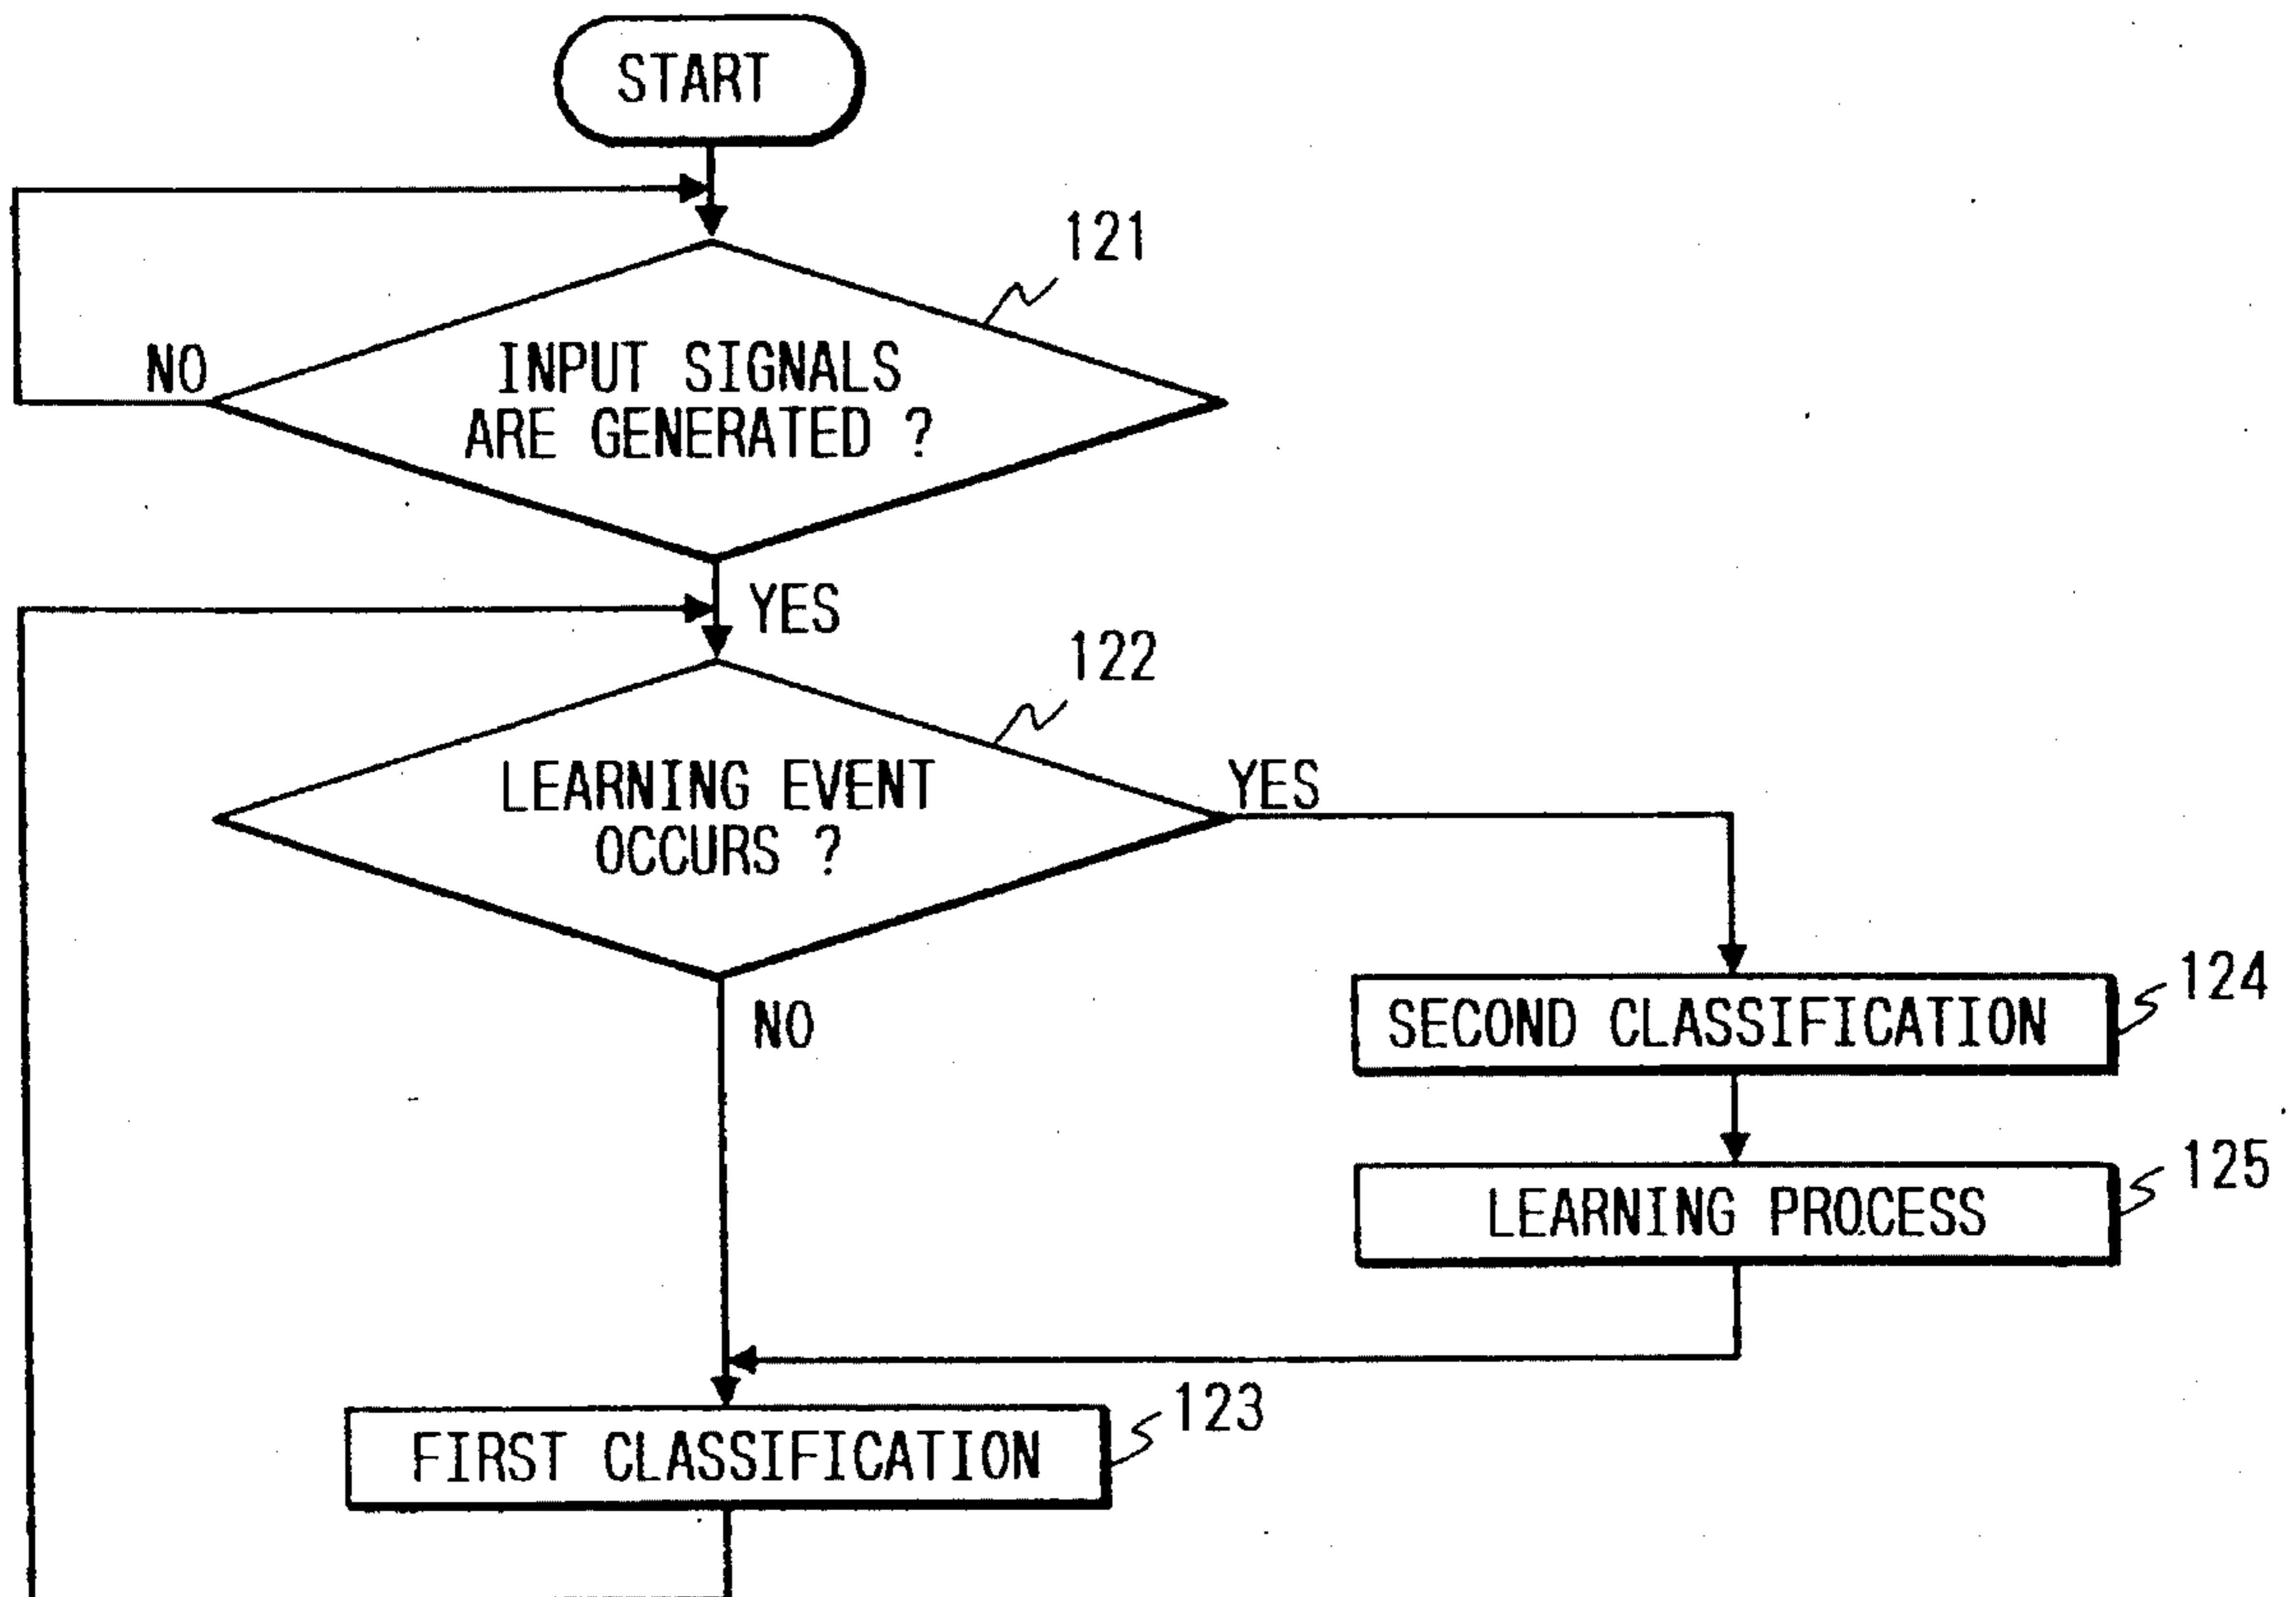 START
121
NO
INPUT SIGNALS
ARE GENERATED ?
YES
122
LEARNING EVENT
OCCURS ?
YES
NO
124
SECOND CLASSIFICATION
125
LEARNING PROCESS
123
FIRST CLASSIFICATION